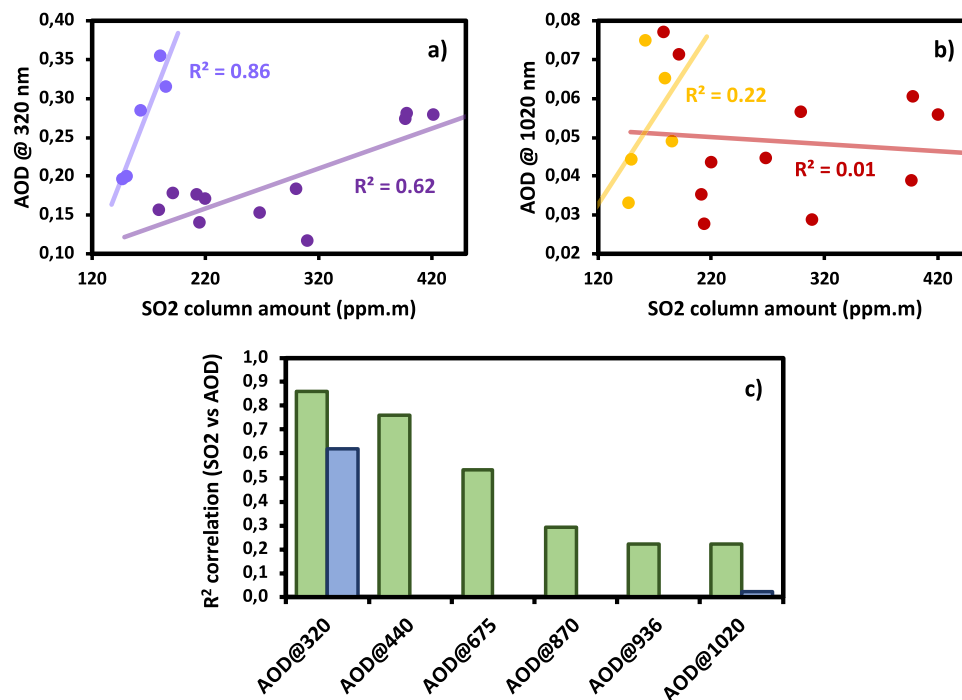 a)
AOD @ 320 nm
0,40
0,35
0,30
0,25
0,20
0,15
0,10
R² = 0.86
R² = 0.62
120
220
320
420
SO2 column amount (ppm.m)
b)
AOD @ 1020 nm
0,08
0,07
0,06
0,05
0,04
0,03
0,02
R² = 0.22
R² = 0.01
120
220
320
420
SO2 column amount (ppm.m)
c)
R² correlation (SO2 vs AOD)
1,0
0,9
0,8
0,7
0,6
0,5
0,4
0,3
0,2
0,1
0,0
AOD@320
AOD@440
AOD@675
AOD@870
AOD@936
AOD@1020